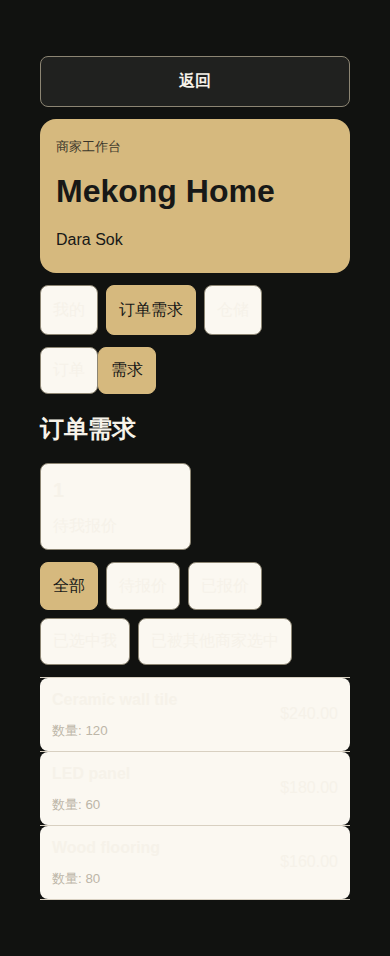 返回
商家工作台
Mekong Home
Dara Sok
我的 订单需求 仓储
订单 需求
订单需求
1
待我报价
全部 待报价 已报价
已选中我 已被其他商家选中
Ceramic wall tile
$240.00
数量: 120
LED panel
$180.00
数量: 60
Wood flooring
$160.00
数量: 80